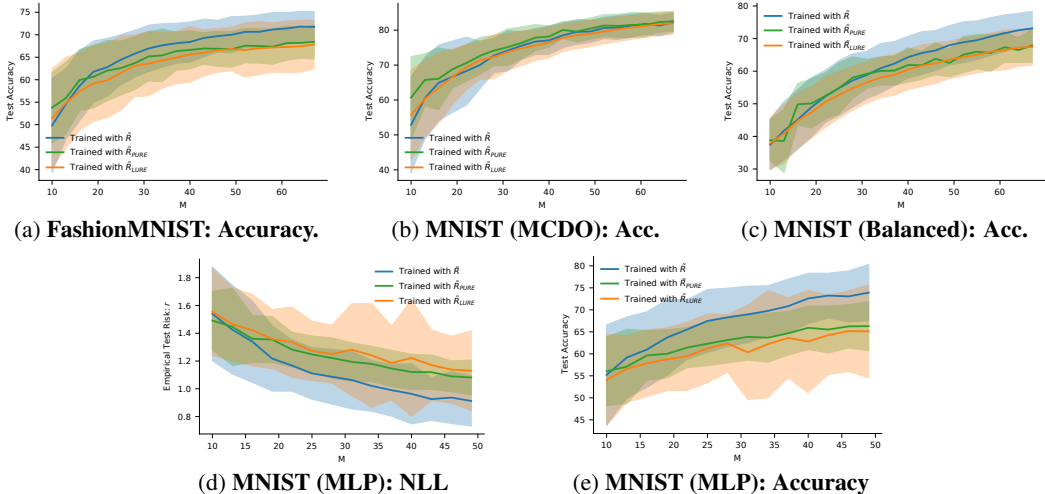 Test Accuracy
75
70
65
60
55
50
45
40
Trained with R̃
Trained with R̃PURE
Trained with R̃LURE
10 20 30 40 50 60
M
(a) FashionMNIST: Accuracy.
Test Accuracy
80
70
60
50
40
Trained with R̃
Trained with R̃PURE
Trained with R̃LURE
10 20 30 40 50 60
M
(b) MNIST (MCDO): Acc.
Test Accuracy
80
70
60
50
40
30
Trained with R̃
Trained with R̃PURE
Trained with R̃LURE
10 20 30 40 50 60
M
(c) MNIST (Balanced): Acc.
Empirical Test Risk: r
1.8
1.6
1.4
1.2
1.0
0.8
Trained with R̃
Trained with R̃PURE
Trained with R̃LURE
10 15 20 25 30 35 40 45 50
M
(d) MNIST (MLP): NLL
Test Accuracy
80
75
70
65
60
55
50
45
Trained with R̃
Trained with R̃PURE
Trained with R̃LURE
10 15 20 25 30 35 40 45 50
M
(e) MNIST (MLP): Accuracy